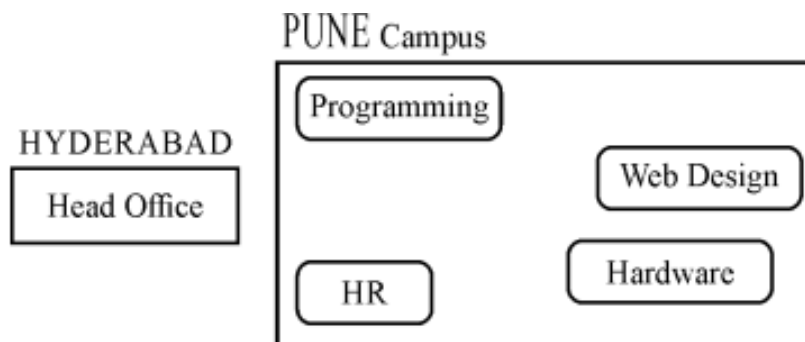 PUNE Campus
Programming
HYDERABAD
Web Design
Head Office
Hardware
HR